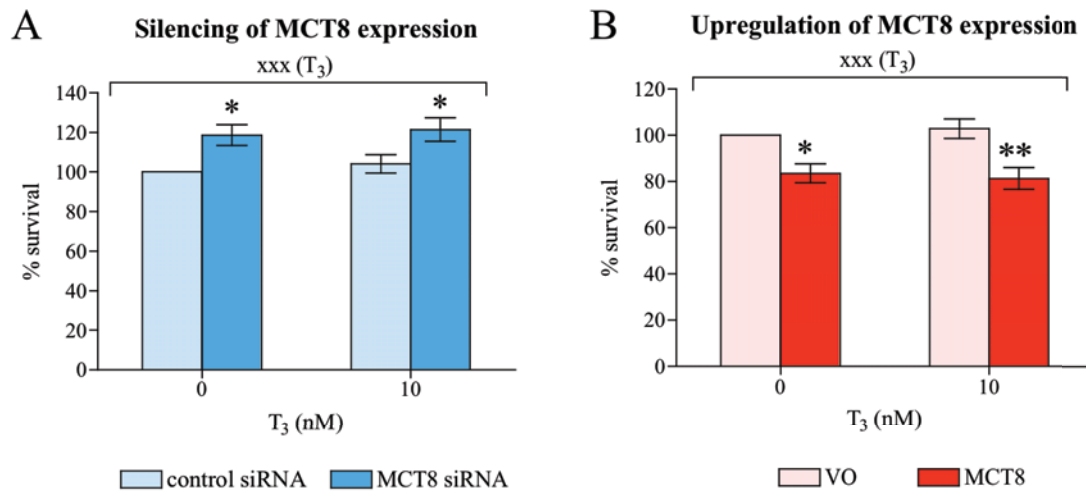 A
Silencing of MCT8 expression
xxx (T₃)
*
*
140
120
100
80
60
40
20
0
% survival
0
10
T₃ (nM)
control siRNA
MCT8 siRNA
B
Upregulation of MCT8 expression
xxx (T₃)
*
**
120
100
80
60
40
20
0
% survival
0
10
T₃ (nM)
VO
MCT8